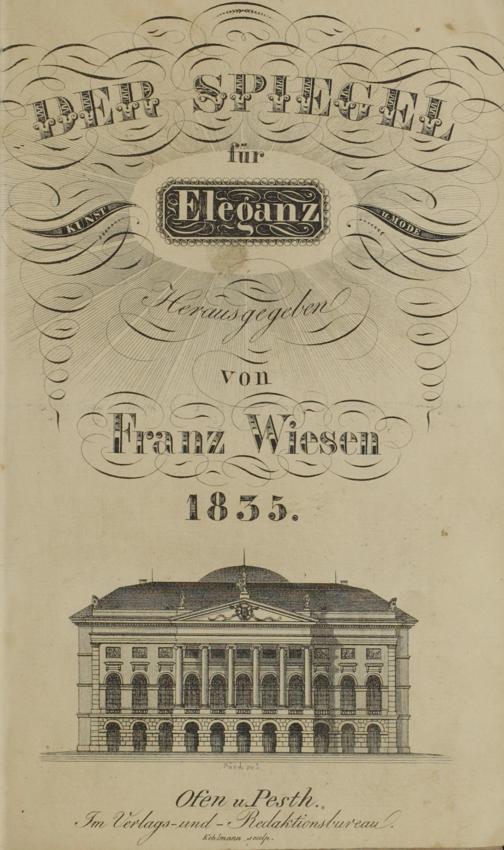 DER SPIEGEL
für
KUNST Eleganz u. MODE
Herausgegeben
von
Franz Wiesen
1835.
Ofen u. Pesth.
Im Verlags-und-Redaktionsbureau.
Kohlmann sculp.